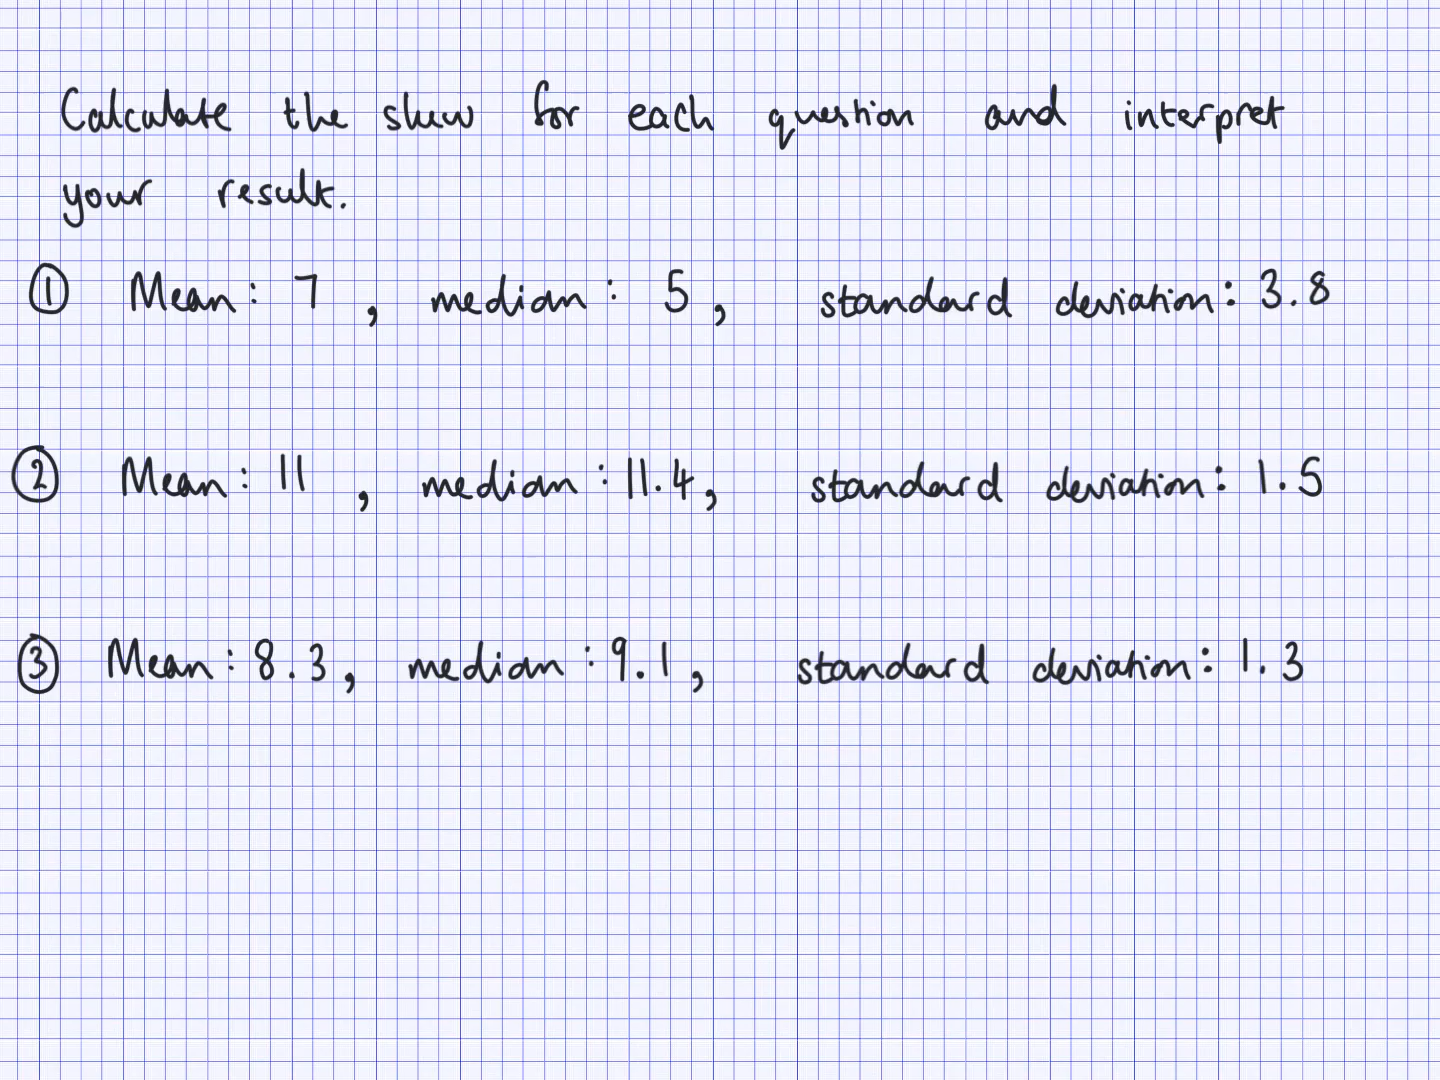 Calculate the skew for each question and interpret
your result.
① Mean: 7, median: 5, standard deviation: 3.8
② Mean: 11, median: 11.4, standard deviation: 1.5
③ Mean: 8.3, median: 9.1, standard deviation: 1.3